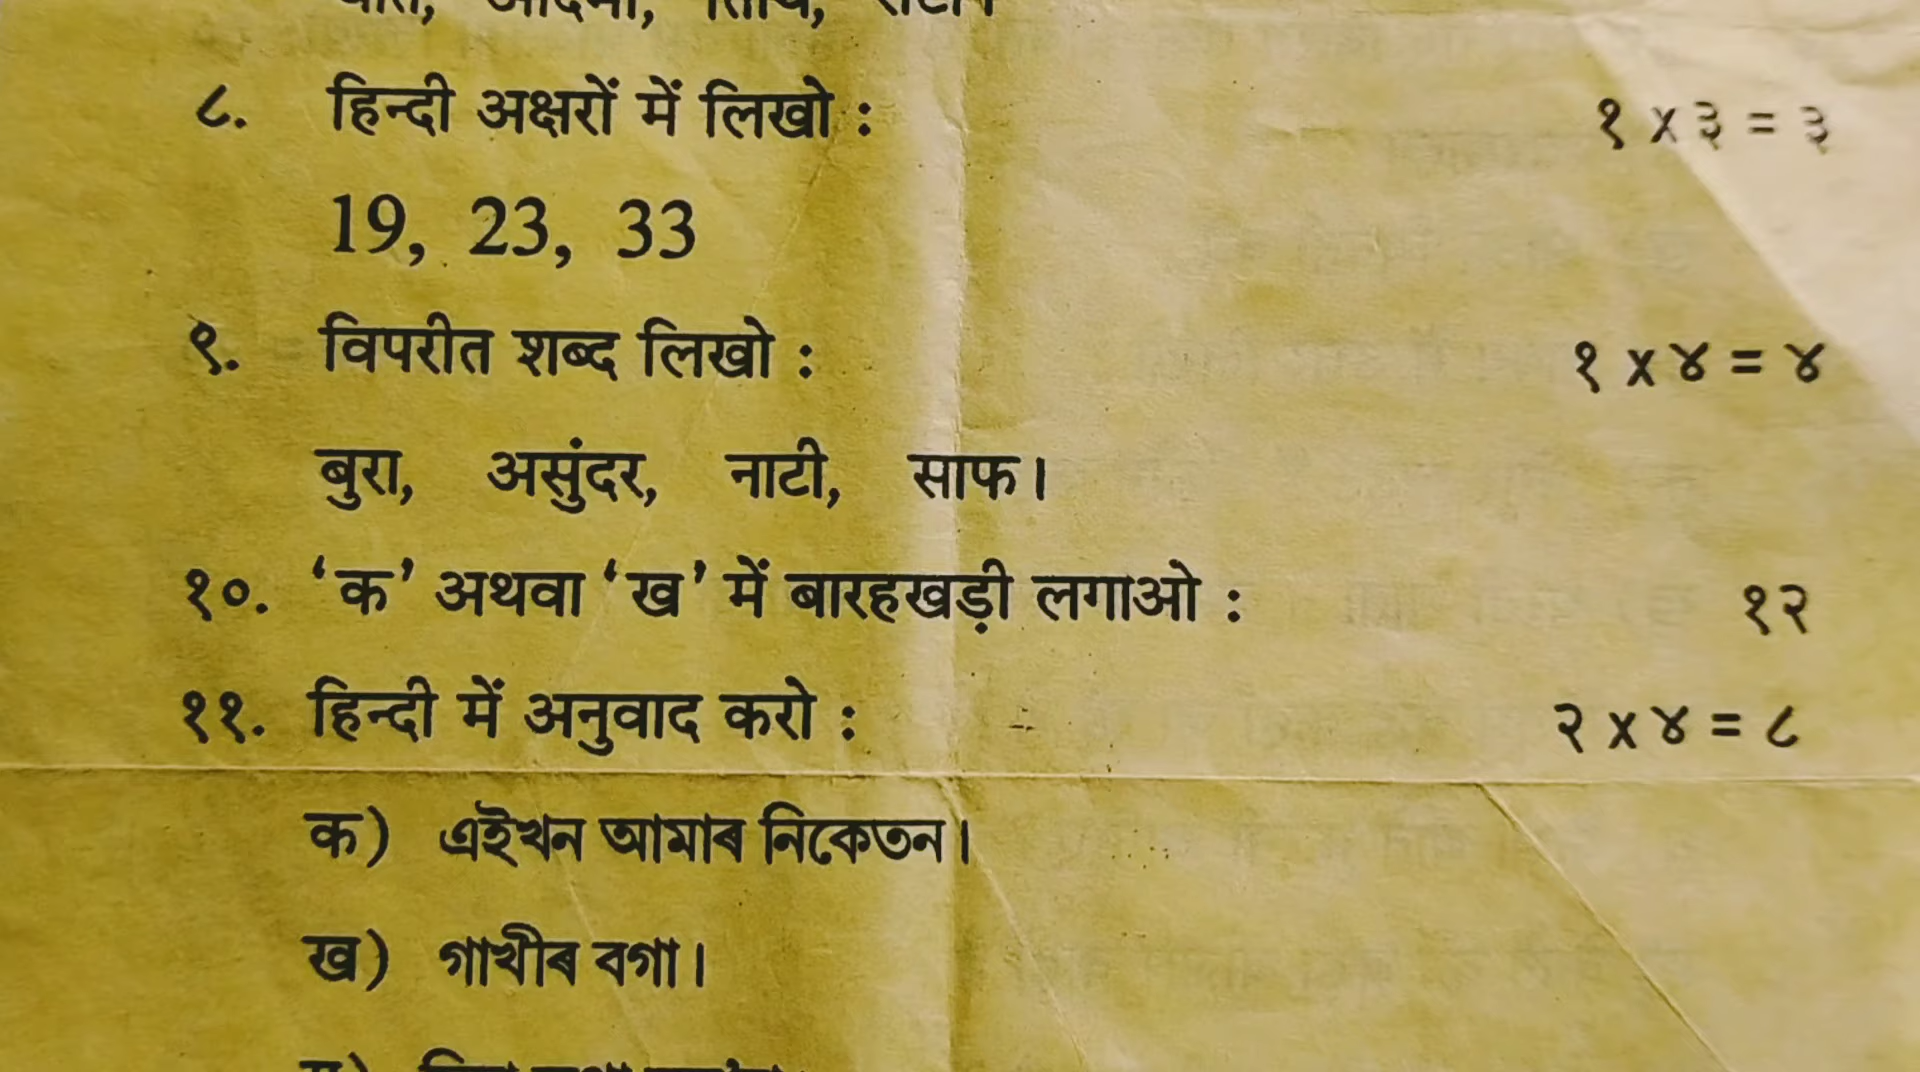 ८. हिन्दी अक्षरों में लिखो : १ x ३ = ३
19, 23, 33
९. विपरीत शब्द लिखो : १ x ४ = ४
बुरा, असुंदर, नाटी, साफ।
१०. ‘क’ अथवा ‘ख’ में बारहखड़ी लगाओ : १२
११. हिन्दी में अनुवाद करो : २ x ४ = ८
क) এইখন আমাৰ নিকেতন।
ख) গাখীৰ বগা।